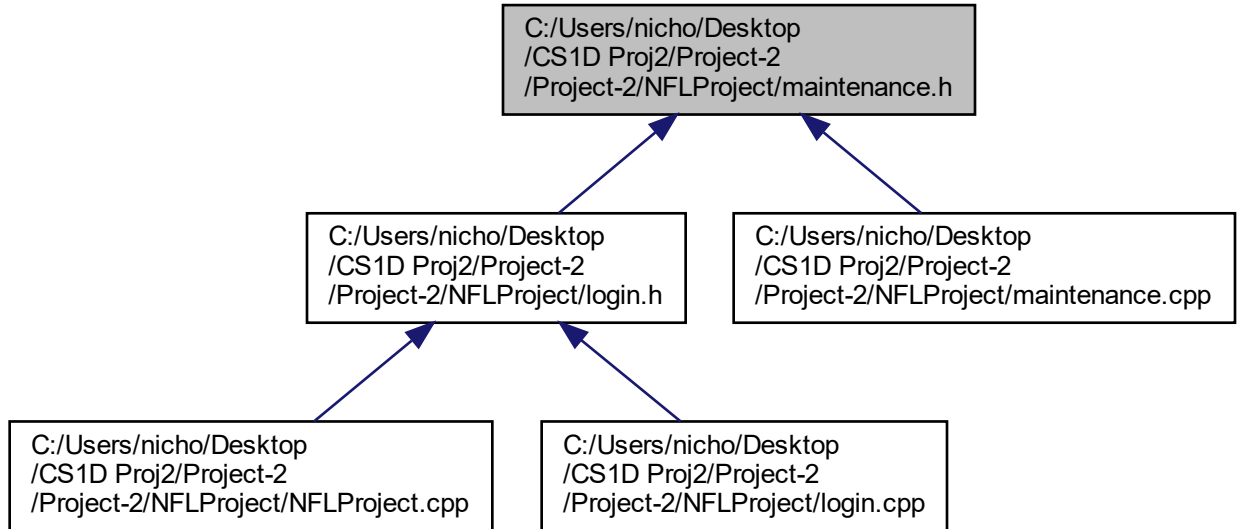 C:/Users/nicho/Desktop
/CS1D Proj2/Project-2
/Project-2/NFLProject/maintenance.h
C:/Users/nicho/Desktop
/CS1D Proj2/Project-2
/Project-2/NFLProject/login.h
C:/Users/nicho/Desktop
/CS1D Proj2/Project-2
/Project-2/NFLProject/maintenance.cpp
C:/Users/nicho/Desktop
/CS1D Proj2/Project-2
/Project-2/NFLProject/NFLProject.cpp
C:/Users/nicho/Desktop
/CS1D Proj2/Project-2
/Project-2/NFLProject/login.cpp